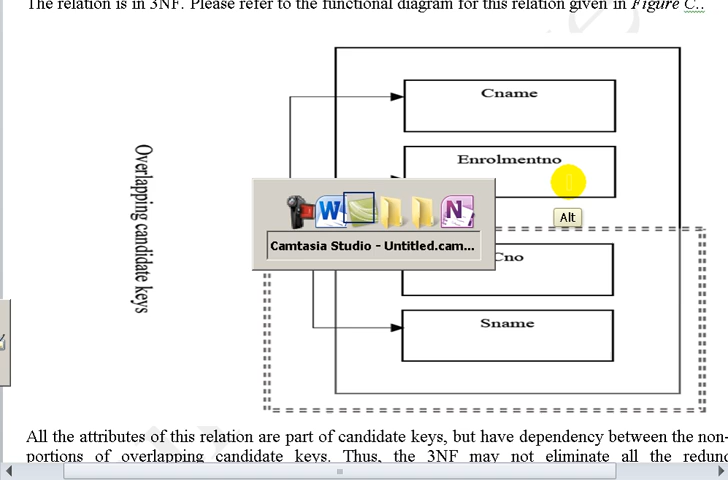 The relation is in 3NF. Please refer to the functional diagram for this relation given in Figure C..
Cname
Enrolmentno
Overlapping candidate keys
Alt
Camtasia Studio - Untitled.cam...
Cno
Sname
All the attributes of this relation are part of candidate keys, but have dependency between the non-
portions of overlapping candidate keys. Thus, the 3NF may not eliminate all the redun